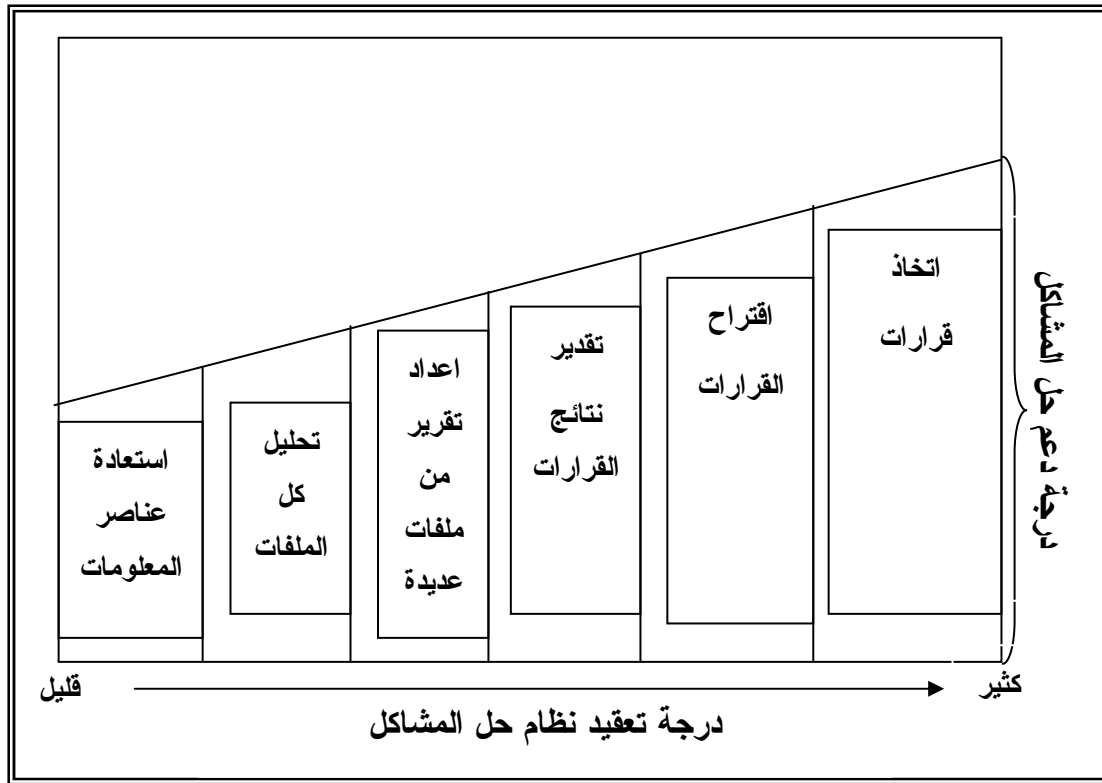 اتخاذ
قرارات
اقتراح
القرارات
تقدير
نتائج
القرارات
اعداد
تقرير
من
ملفات
عديدة
تحليل
كل
الملفات
استعادة
عناصر
المعلومات
درجة دعم حل المشاكل
كثير
قليل
درجة تعقيد نظام حل المشاكل